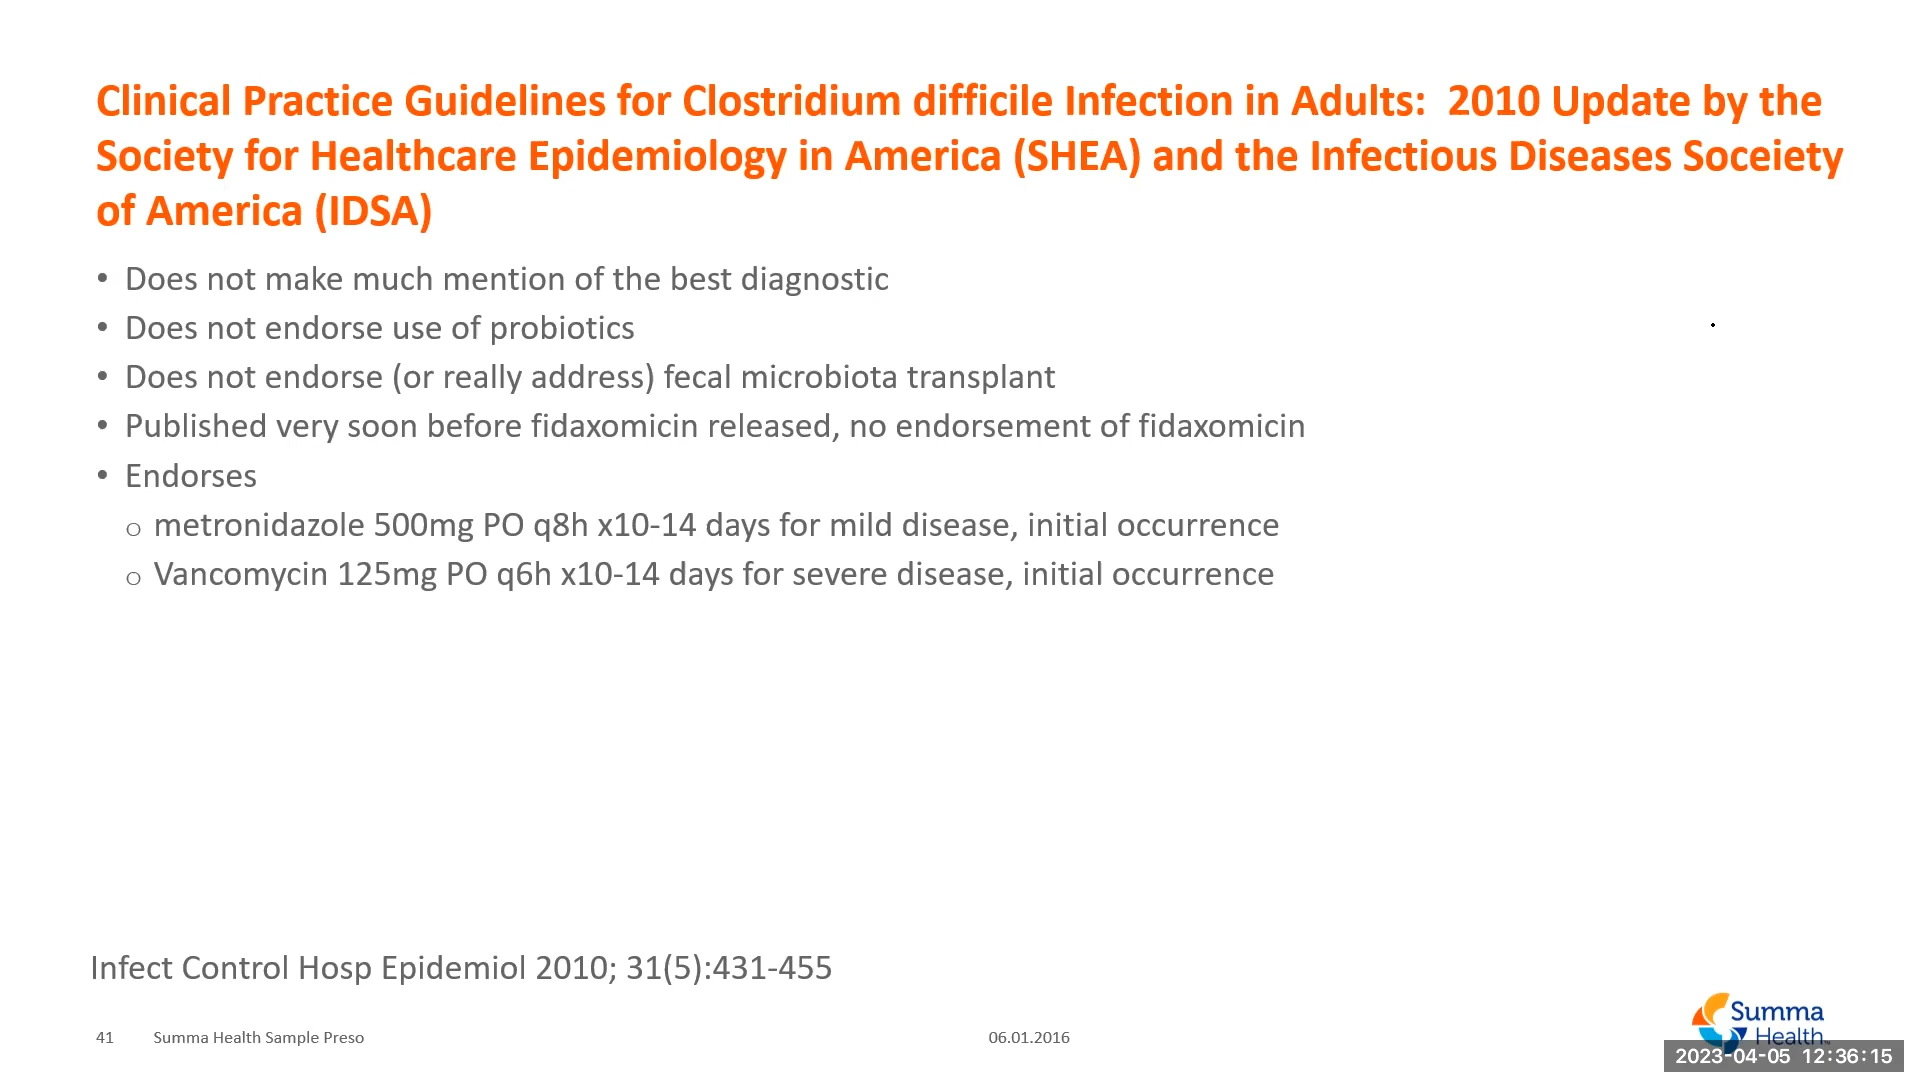 Clinical Practice Guidelines for Clostridium difficile Infection in Adults:  2010 Update by the
Society for Healthcare Epidemiology in America (SHEA) and the Infectious Diseases Soceiety
of America (IDSA)
• Does not make much mention of the best diagnostic
• Does not endorse use of probiotics
• Does not endorse (or really address) fecal microbiota transplant
• Published very soon before fidaxomicin released, no endorsement of fidaxomicin
• Endorses
o metronidazole 500mg PO q8h x10-14 days for mild disease, initial occurrence
o Vancomycin 125mg PO q6h x10-14 days for severe disease, initial occurrence
Infect Control Hosp Epidemiol 2010; 31(5):431-455
41 Summa Health Sample Preso 06.01.2016
Summa
Health
2023-04-05 12:36:15